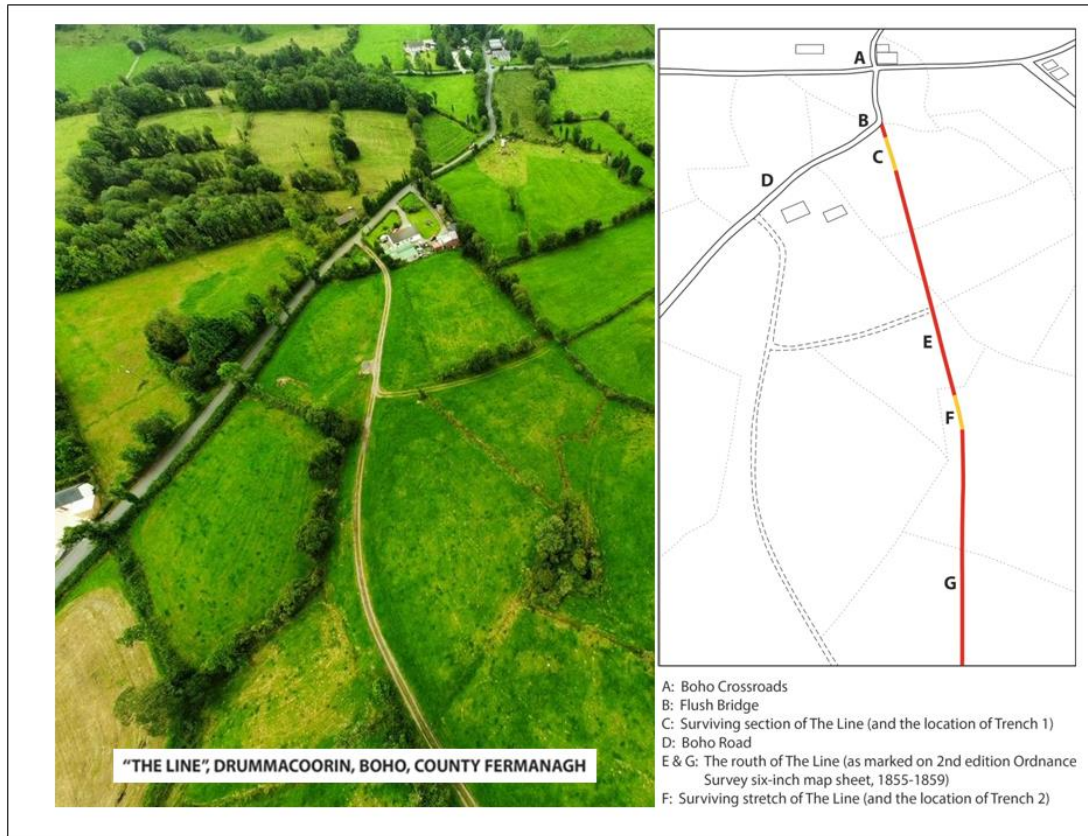 "THE LINE", DRUMMACOORIN, BOHO, COUNTY FERMANAGH
A
B
C
D
E
F
G
A: Boho Crossroads
B: Flush Bridge
C: Surviving section of The Line (and the location of Trench 1)
D: Boho Road
E & G: The routh of The Line (as marked on 2nd edition Ordnance
Survey six-inch map sheet, 1855-1859)
F: Surviving stretch of The Line (and the location of Trench 2)